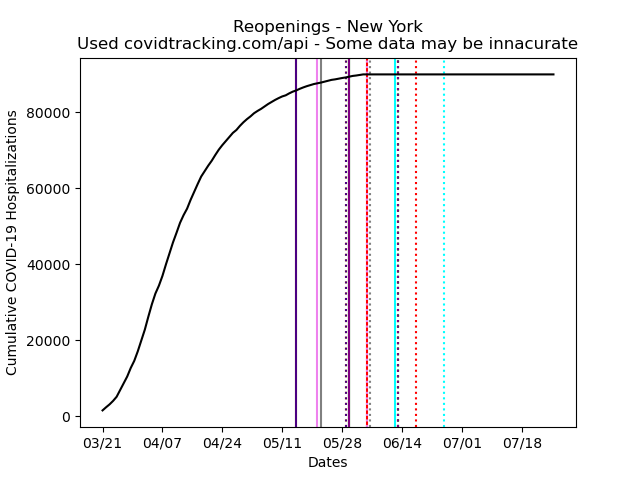 Reopenings - New York
Used covidtracking.com/api - Some data may be innacurate
Cumulative COVID-19 Hospitalizations
80000
60000
40000
20000
0
03/21 04/07 04/24 05/11 05/28 06/14 07/01 07/18
Dates